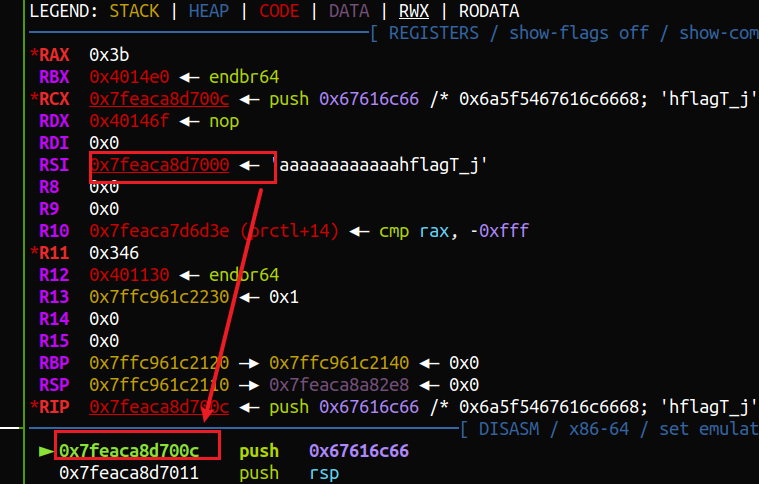 LEGEND: STACK | HEAP | CODE | DATA | RWX | RODATA
[ REGISTERS / show-flags off / show-com
*RAX 0x3b
RBX 0x4014e0 ◂— endbr64
*RCX 0x7feaca8d700c ◂— push 0x67616c66 /* 0x6a5f5467616c6668; 'hflagT_j'
RDX 0x40146f ◂— nop
RDI 0x0
RSI 0x7feaca8d7000 ◂— 'aaaaaaaaaaaahflagT_j'
R8 0x0
R9 0x0
R10 0x7feaca7d6d3e (prctl+14) ◂— cmp rax, -0xfff
*R11 0x346
R12 0x401130 ◂— endbr64
R13 0x7ffc961c2230 ◂— 0x1
R14 0x0
R15 0x0
RBP 0x7ffc961c2120 —▸ 0x7ffc961c2140 ◂— 0x0
RSP 0x7ffc961c2110 —▸ 0x7feaca8a82e8 ◂— 0x0
*RIP 0x7feaca8d700c ◂— push 0x67616c66 /* 0x6a5f5467616c6668; 'hflagT_j'
[ DISASM / x86-64 / set emulat
► 0x7feaca8d700c push 0x67616c66
0x7feaca8d7011 push rsp